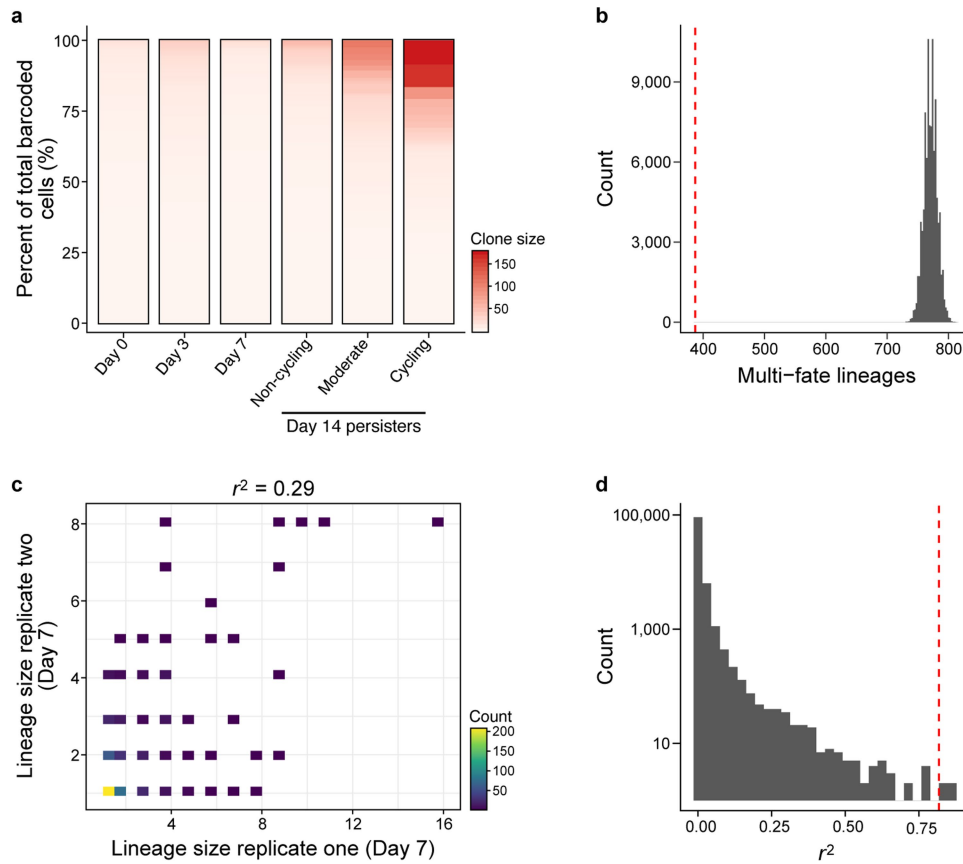 a
Percent of total barcoded
cells (%)
100
75
50
25
0
Day 0
Day 3
Day 7
Non-cycling
Moderate
Cycling
Day 14 persisters
Clone size
150
100
50
b
Count
9,000
6,000
3,000
0
400
500
600
700
800
Multi−fate lineages
c
r² = 0.29
Lineage size replicate two
(Day 7)
8
6
4
2
4
8
12
16
Lineage size replicate one (Day 7)
Count
200
150
100
50
d
Count
100,000
1,000
10
0.00
0.25
0.50
0.75
r²